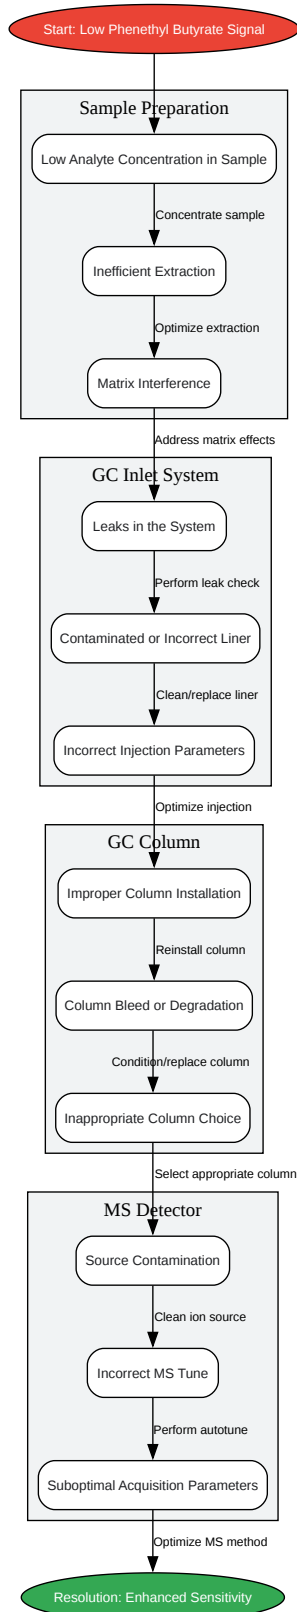 Start: Low Phenethyl Butyrate Signal
Sample Preparation
Low Analyte Concentration in Sample
Concentrate sample
Inefficient Extraction
Optimize extraction
Matrix Interference
Address matrix effects
GC Inlet System
Leaks in the System
Perform leak check
Contaminated or Incorrect Liner
Clean/replace liner
Incorrect Injection Parameters
Optimize injection
GC Column
Improper Column Installation
Reinstall column
Column Bleed or Degradation
Condition/replace column
Inappropriate Column Choice
Select appropriate column
MS Detector
Source Contamination
Clean ion source
Incorrect MS Tune
Perform autotune
Suboptimal Acquisition Parameters
Optimize MS method
Resolution: Enhanced Sensitivity